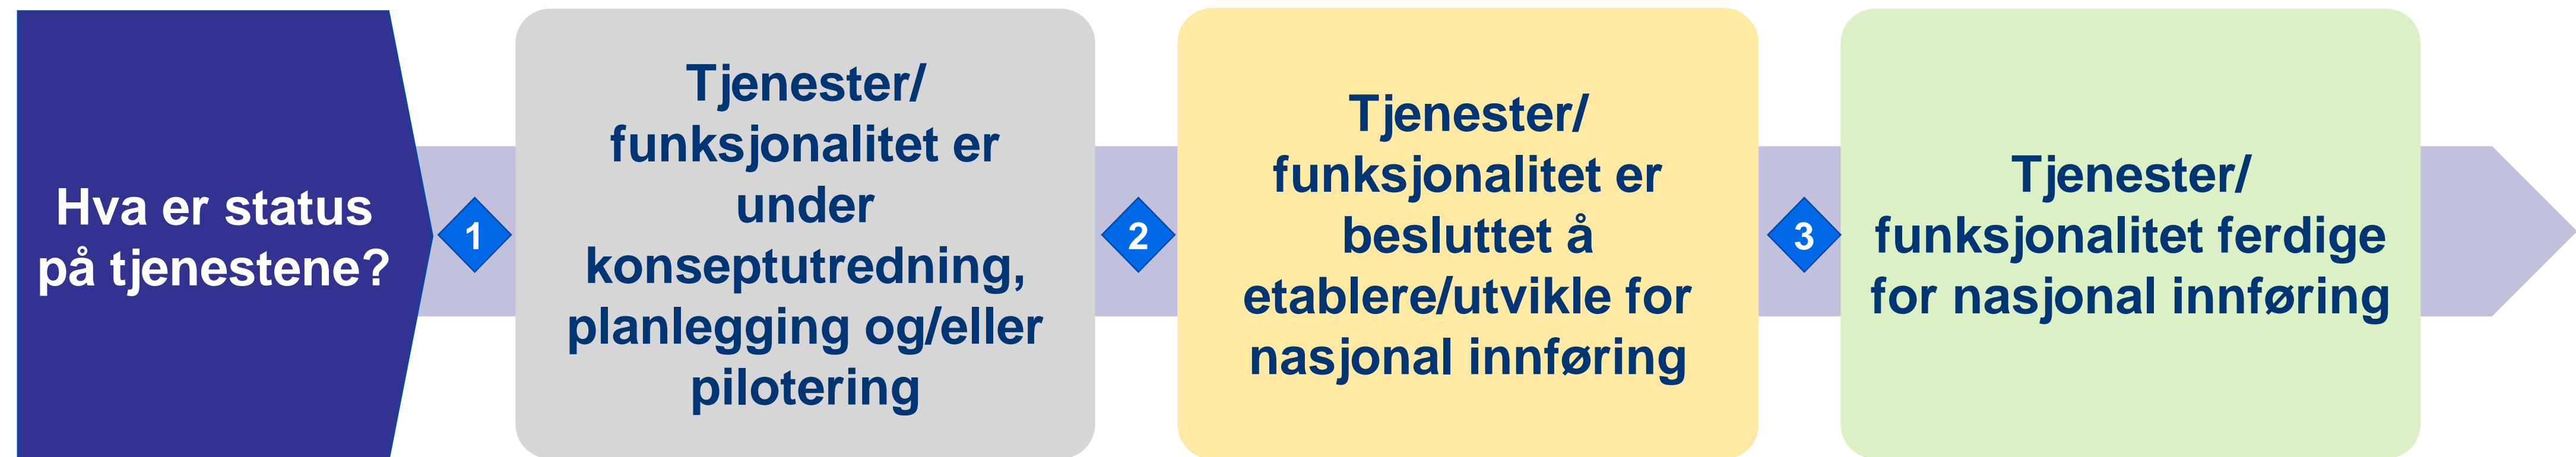 Hva er status
på tjenestene?
1
Tjenester/
funksjonalitet er
under
konseptutredning,
planlegging og/eller
pilotering
2
Tjenester/
funksjonalitet er
besluttet å
etablere/utvikle for
nasjonal innføring
3
Tjenester/
funksjonalitet ferdige
for nasjonal innføring